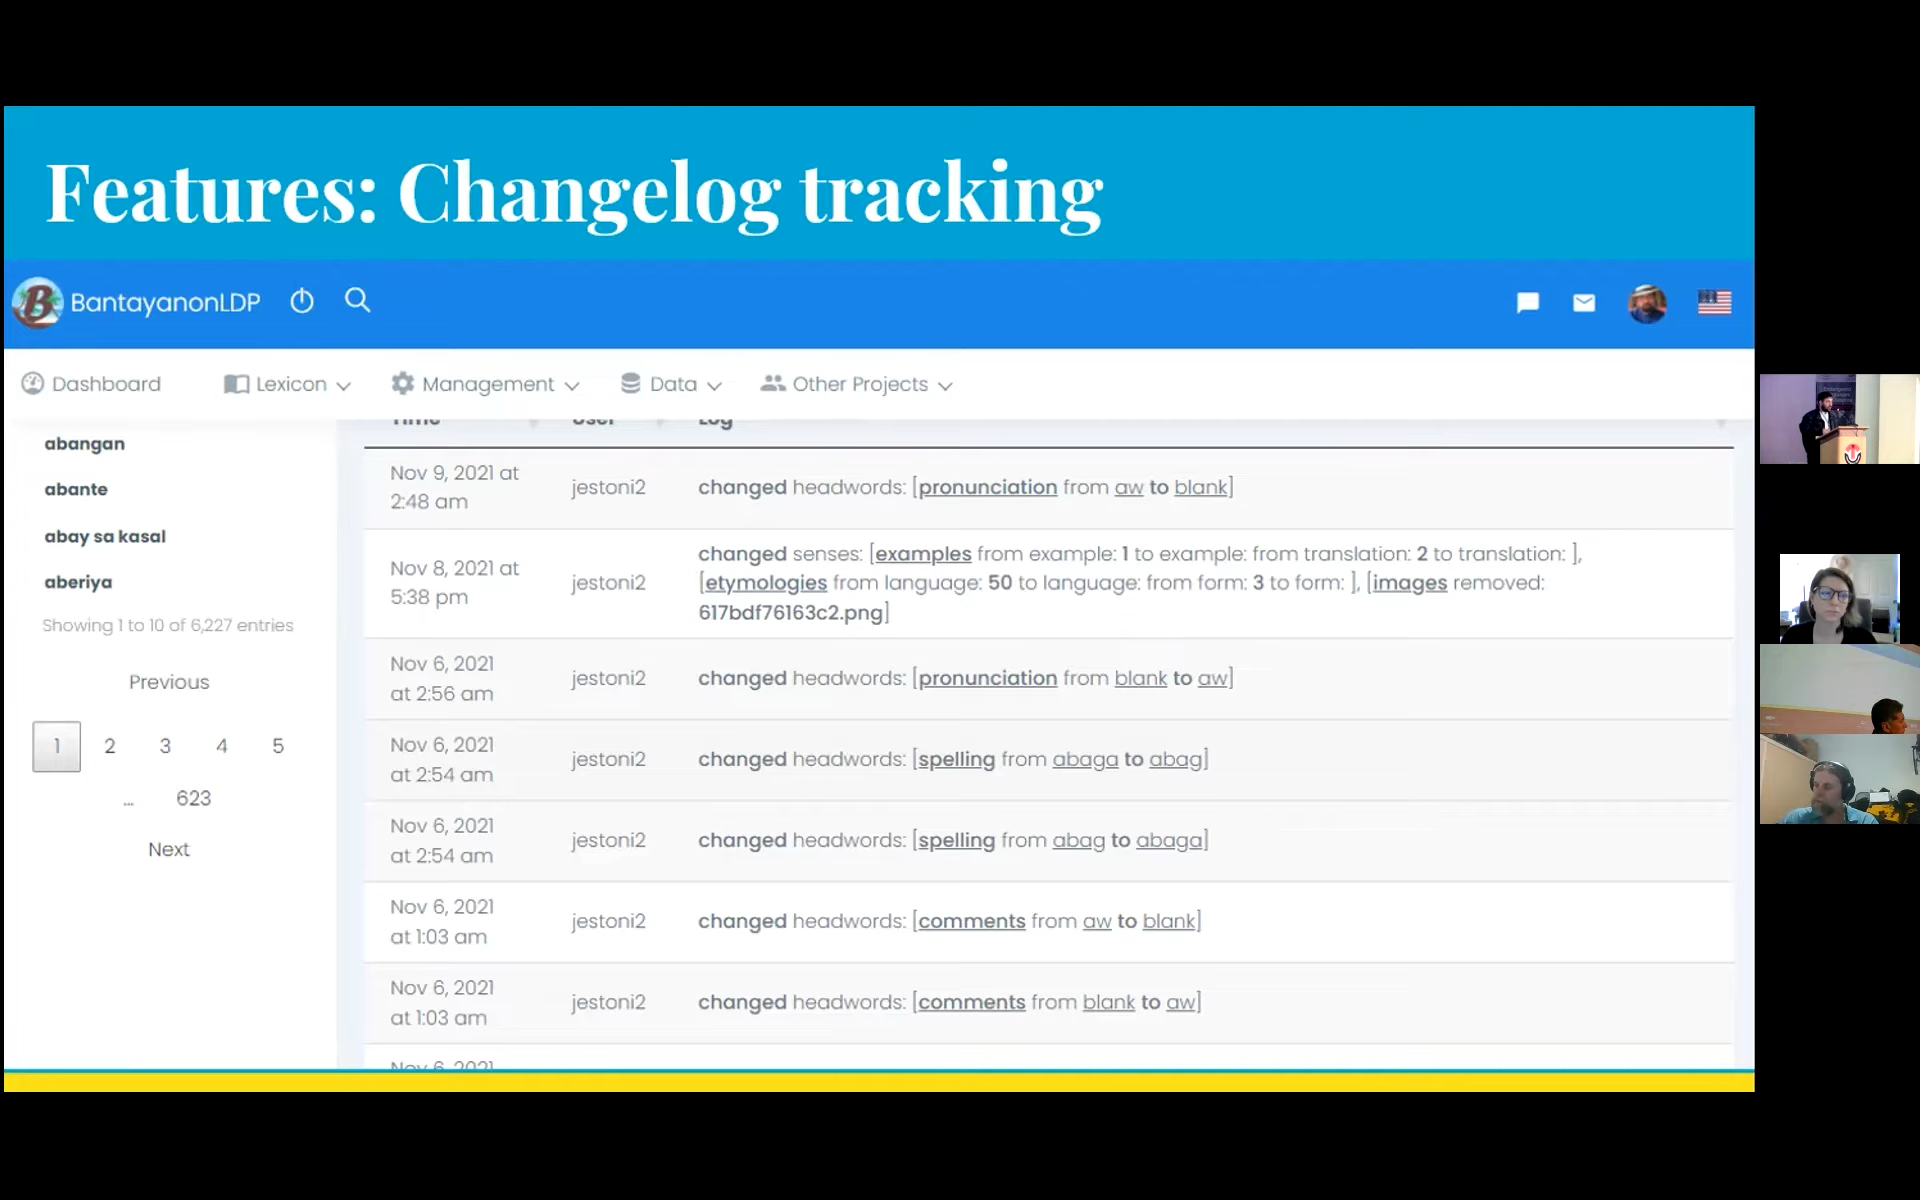 Features: Changelog tracking
BantayanonLDP
Dashboard Lexicon Management Data Other Projects
Time User Log
abangan
abante
abay sa kasal
aberiya
Showing 1 to 10 of 6,227 entries
Previous
1 2 3 4 5
... 623
Next
Nov 9, 2021 at
2:48 am
jestoni2
changed headwords: [pronunciation from aw to blank]
Nov 8, 2021 at
5:38 pm
jestoni2
changed senses: [examples from example: 1 to example: from translation: 2 to translation: ],
[etymologies from language: 50 to language: from form: 3 to form: ], [images removed:
617bdf76163c2.png]
Nov 6, 2021
at 2:56 am
jestoni2
changed headwords: [pronunciation from blank to aw]
Nov 6, 2021
at 2:54 am
jestoni2
changed headwords: [spelling from abaga to abag]
Nov 6, 2021
at 2:54 am
jestoni2
changed headwords: [spelling from abag to abaga]
Nov 6, 2021
at 1:03 am
jestoni2
changed headwords: [comments from aw to blank]
Nov 6, 2021
at 1:03 am
jestoni2
changed headwords: [comments from blank to aw]
Nov 6, 2021